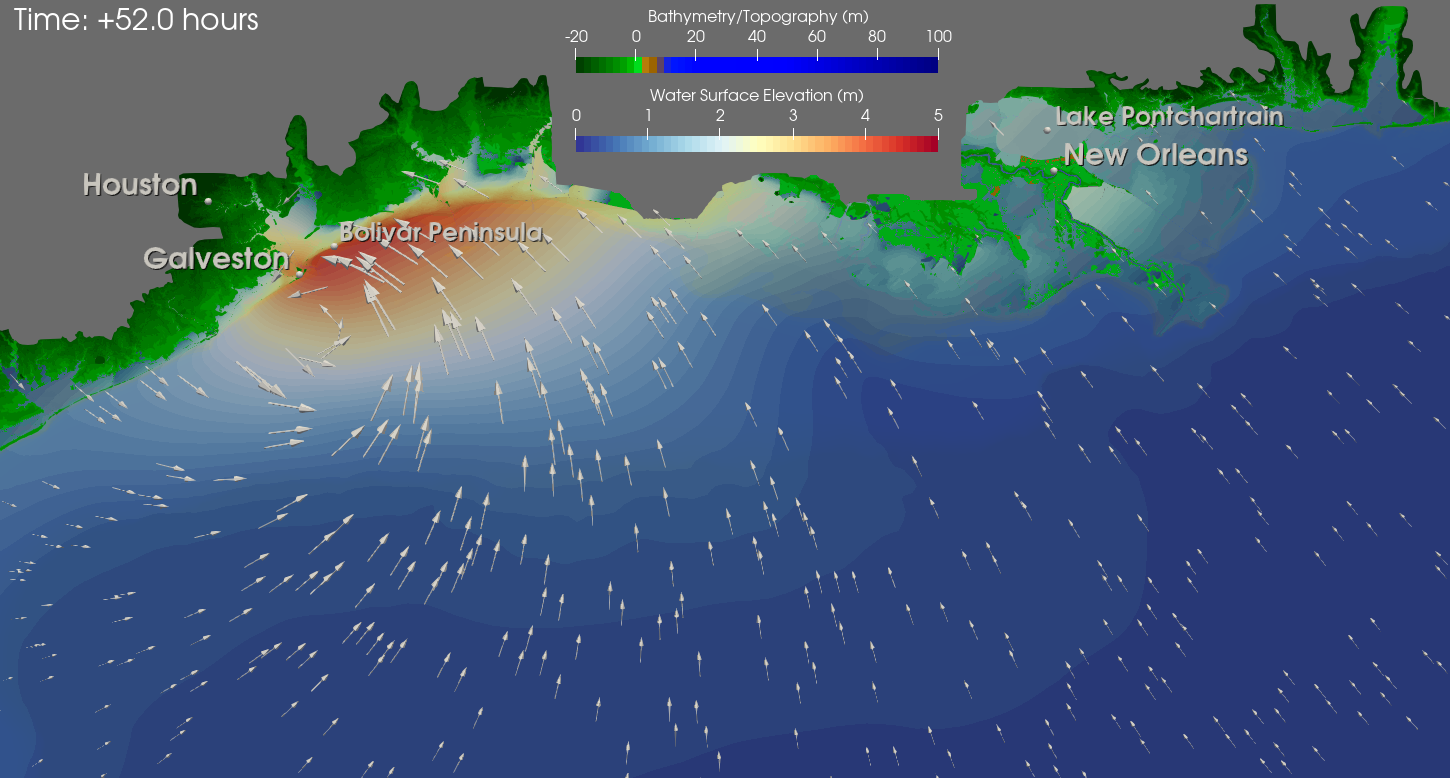 Time: +52.0 hours
Bathymetry/Topography (m)
-20 0 20 40 60 80 100
Water Surface Elevation (m)
0 1 2 3 4 5
Lake Pontchartrain
New Orleans
Houston
Bolivar Peninsula
Galveston